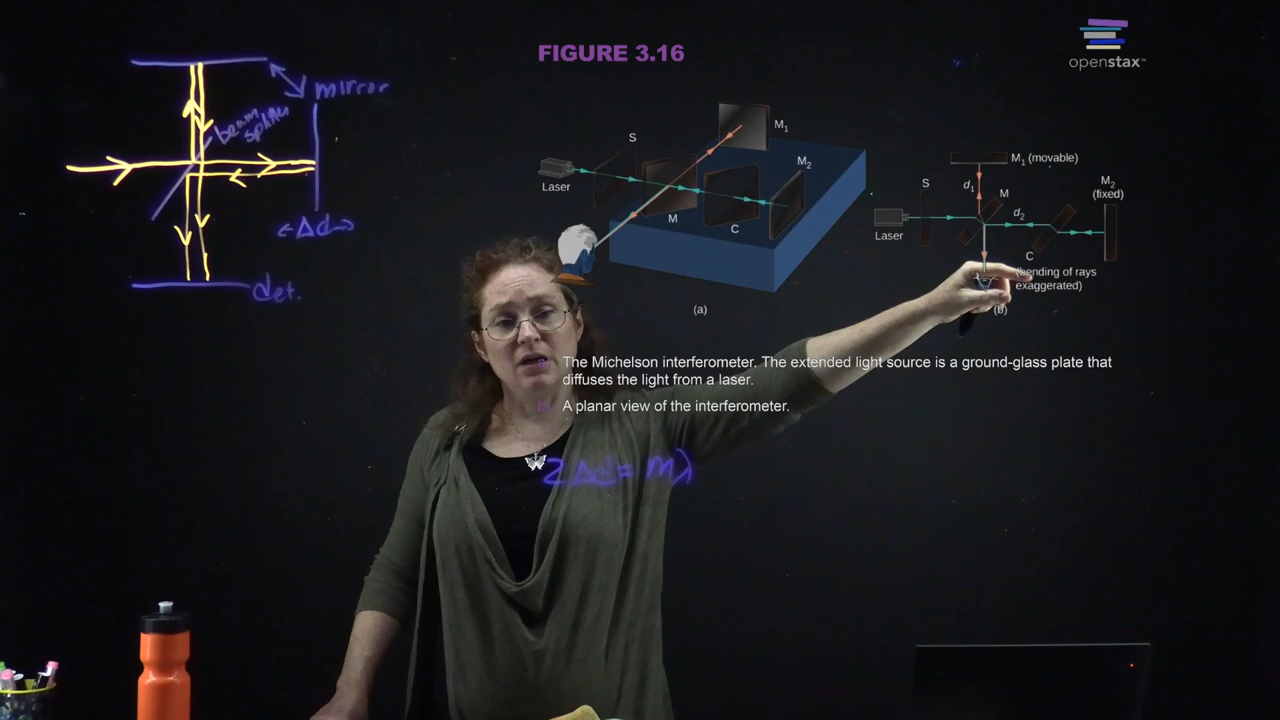 FIGURE 3.16
openstax™
mirror
beam
splitter
←Δd→
det.
S
M₁
M₂
Laser
M
C
(a)
M₁ (movable)
M₂
(fixed)
S
d₁
M
d₂
Laser
C
(bending of rays
exaggerated)
(b)
a The Michelson interferometer. The extended light source is a ground-glass plate that
diffuses the light from a laser.
b A planar view of the interferometer.
2Δd = mλ